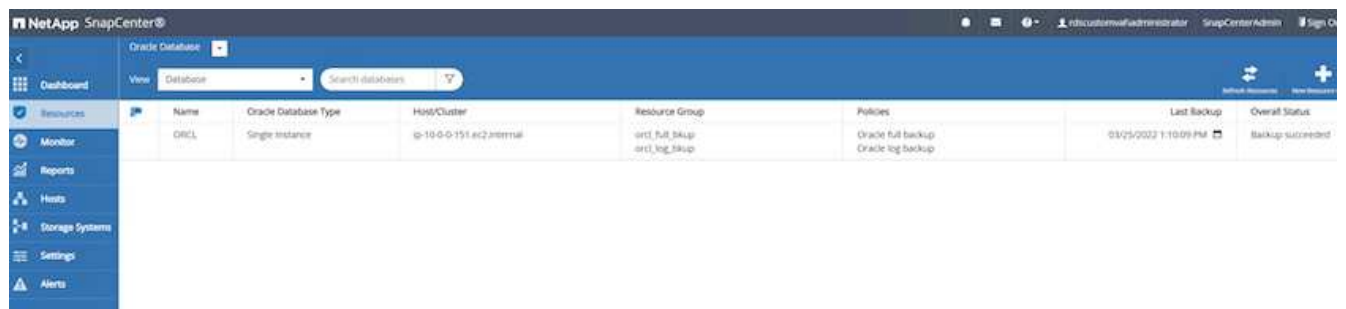 NetApp SnapCenter®
rdscustomvaf\administrator SnapCenterAdmin Sign O
Oracle Database
View Database Search databases
Refresh Resources New Resource
Dashboard
Resources
Monitor
Reports
Hosts
Storage Systems
Settings
Alerts
Name Oracle Database Type Host/Cluster Resource Group Policies Last Backup Overall Status
ORCL Single Instance ip-10-0-0-151.ec2.internal orcl_full_bkup Oracle full backup 03/25/2022 1:10:09 PM Backup succeeded
orcl_log_bkup Oracle log backup